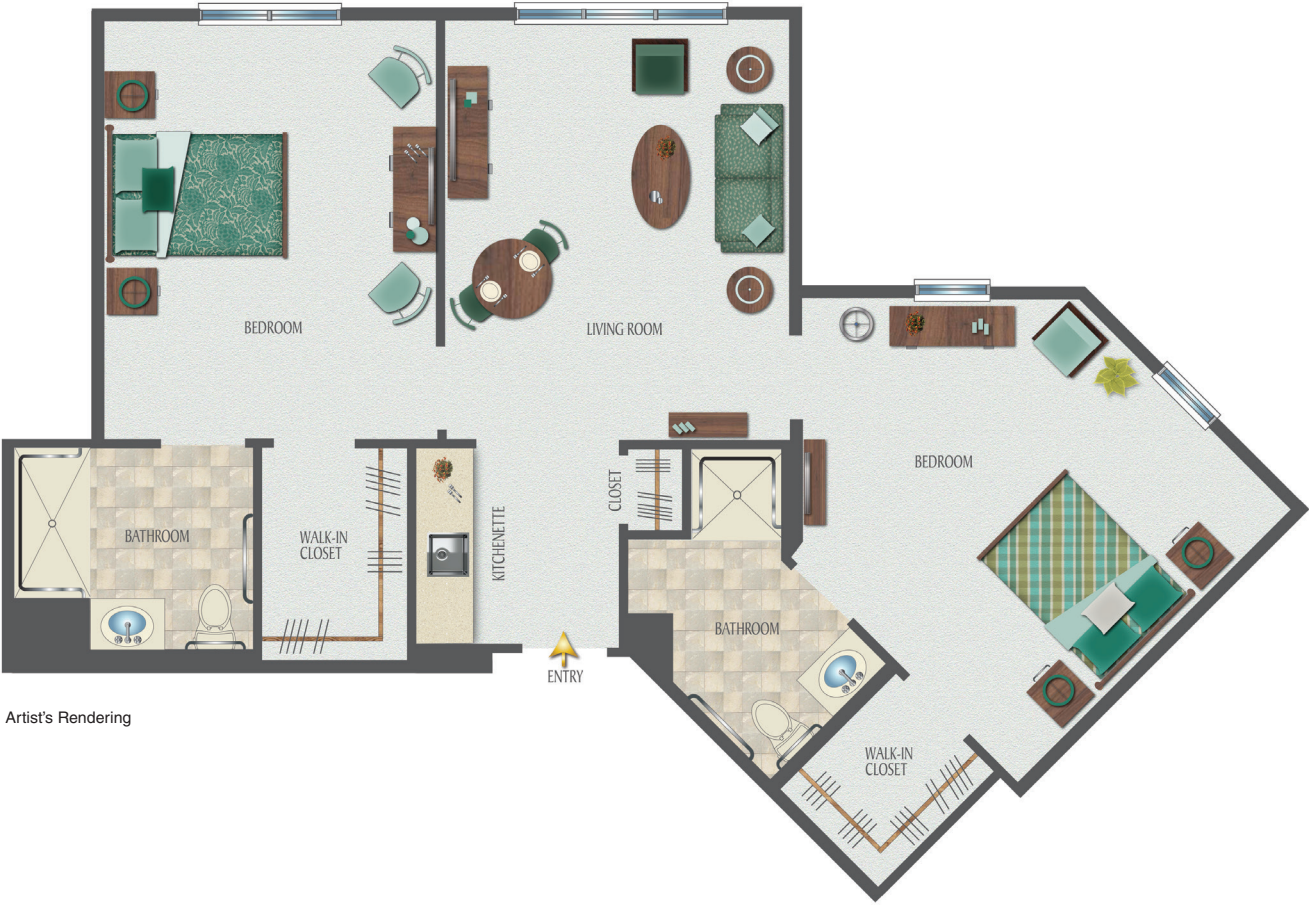 BEDROOM
LIVING ROOM
BEDROOM
CLOSET
KITCHENETTE
BATHROOM
WALK-IN
CLOSET
BATHROOM
ENTRY
WALK-IN
CLOSET
Artist's Rendering